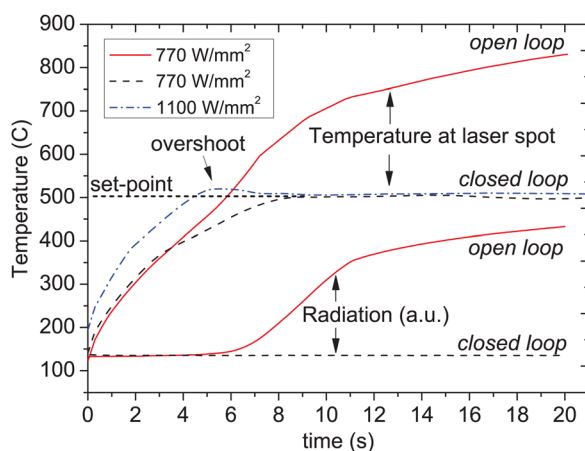 900
800
700
600
500
400
300
200
100
Temperature (C)
770 W/mm²
770 W/mm²
1100 W/mm²
open loop
overshoot
Temperature at laser spot
set-point
closed loop
open loop
Radiation (a.u.)
closed loop
0 2 4 6 8 10 12 14 16 18 20
time (s)